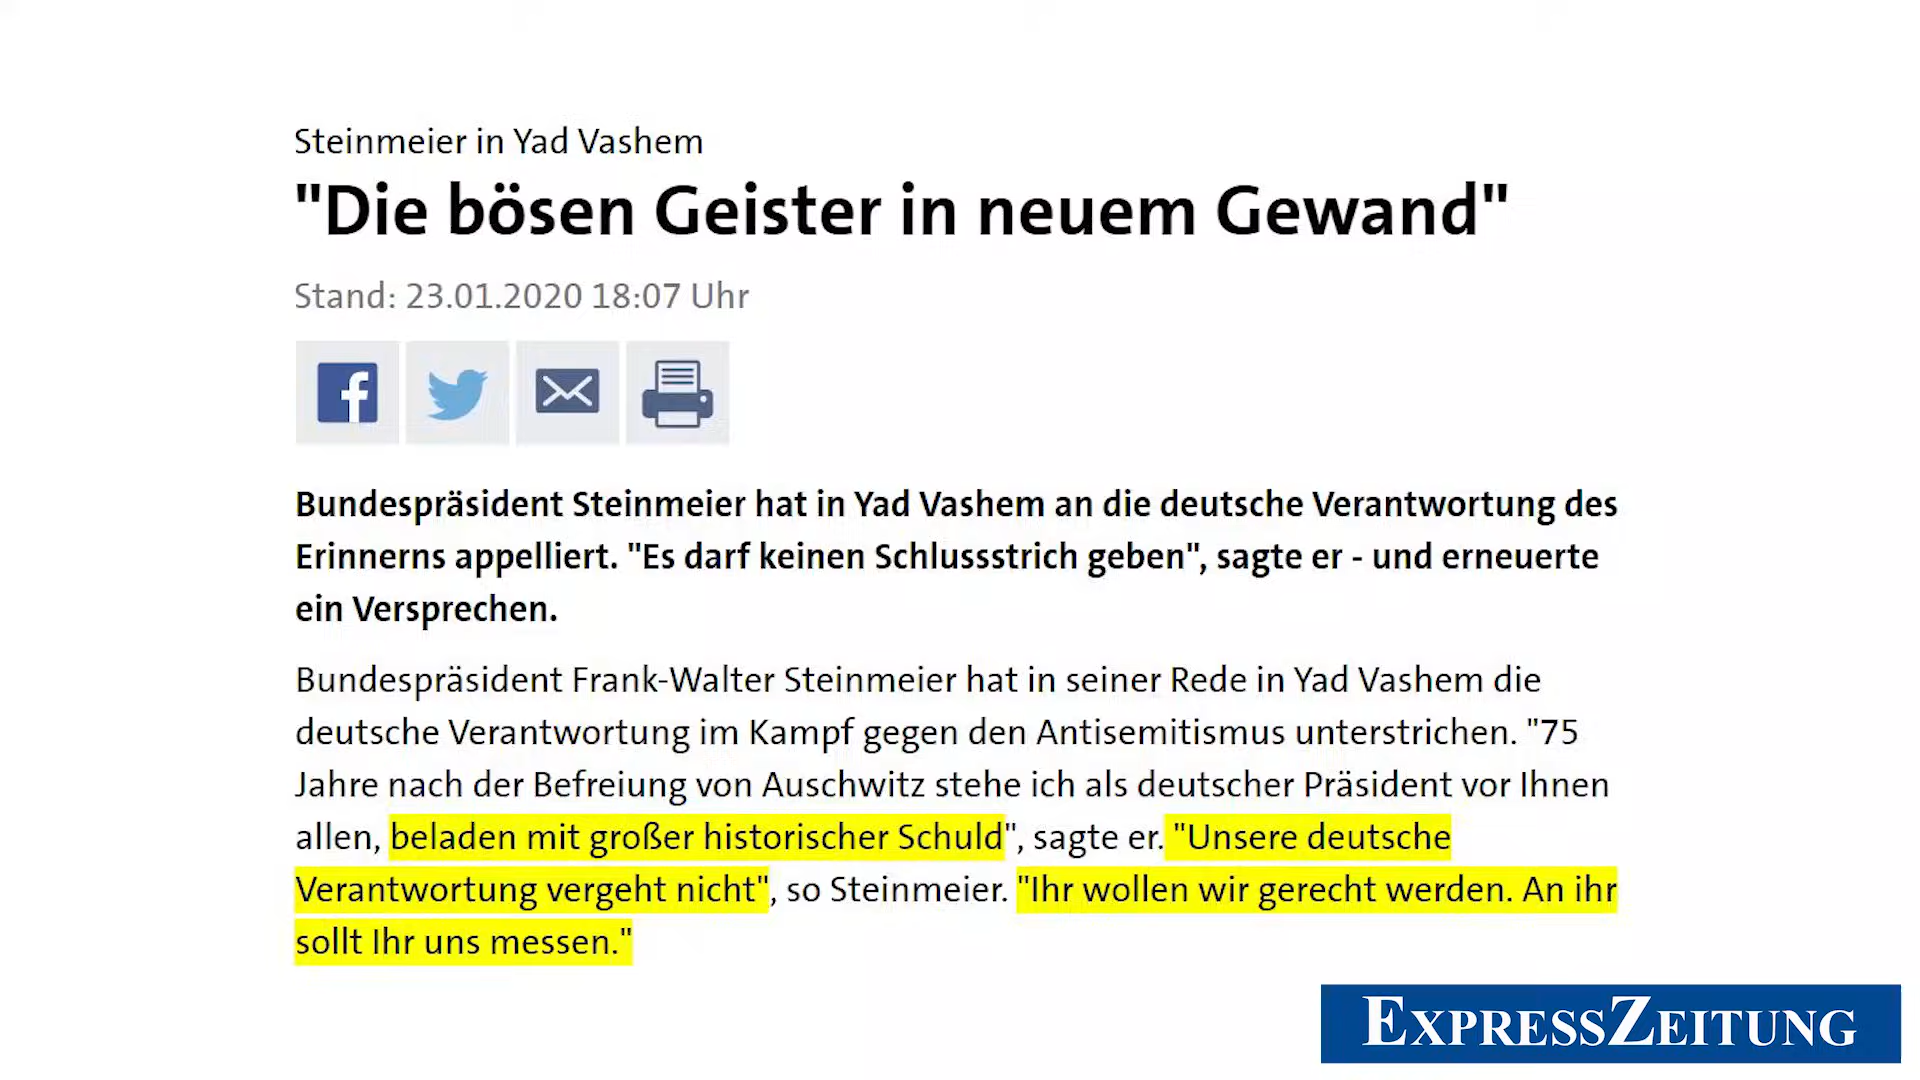 Steinmeier in Yad Vashem
"Die bösen Geister in neuem Gewand"
Stand: 23.01.2020 18:07 Uhr
Bundespräsident Steinmeier hat in Yad Vashem an die deutsche Verantwortung des
Erinnerns appelliert. "Es darf keinen Schlussstrich geben", sagte er - und erneuerte
ein Versprechen.
Bundespräsident Frank-Walter Steinmeier hat in seiner Rede in Yad Vashem die
deutsche Verantwortung im Kampf gegen den Antisemitismus unterstrichen. "75
Jahre nach der Befreiung von Auschwitz stehe ich als deutscher Präsident vor Ihnen
allen, beladen mit großer historischer Schuld", sagte er. "Unsere deutsche
Verantwortung vergeht nicht", so Steinmeier. "Ihr wollen wir gerecht werden. An ihr
sollt Ihr uns messen."
EXPRESSZEITUNG